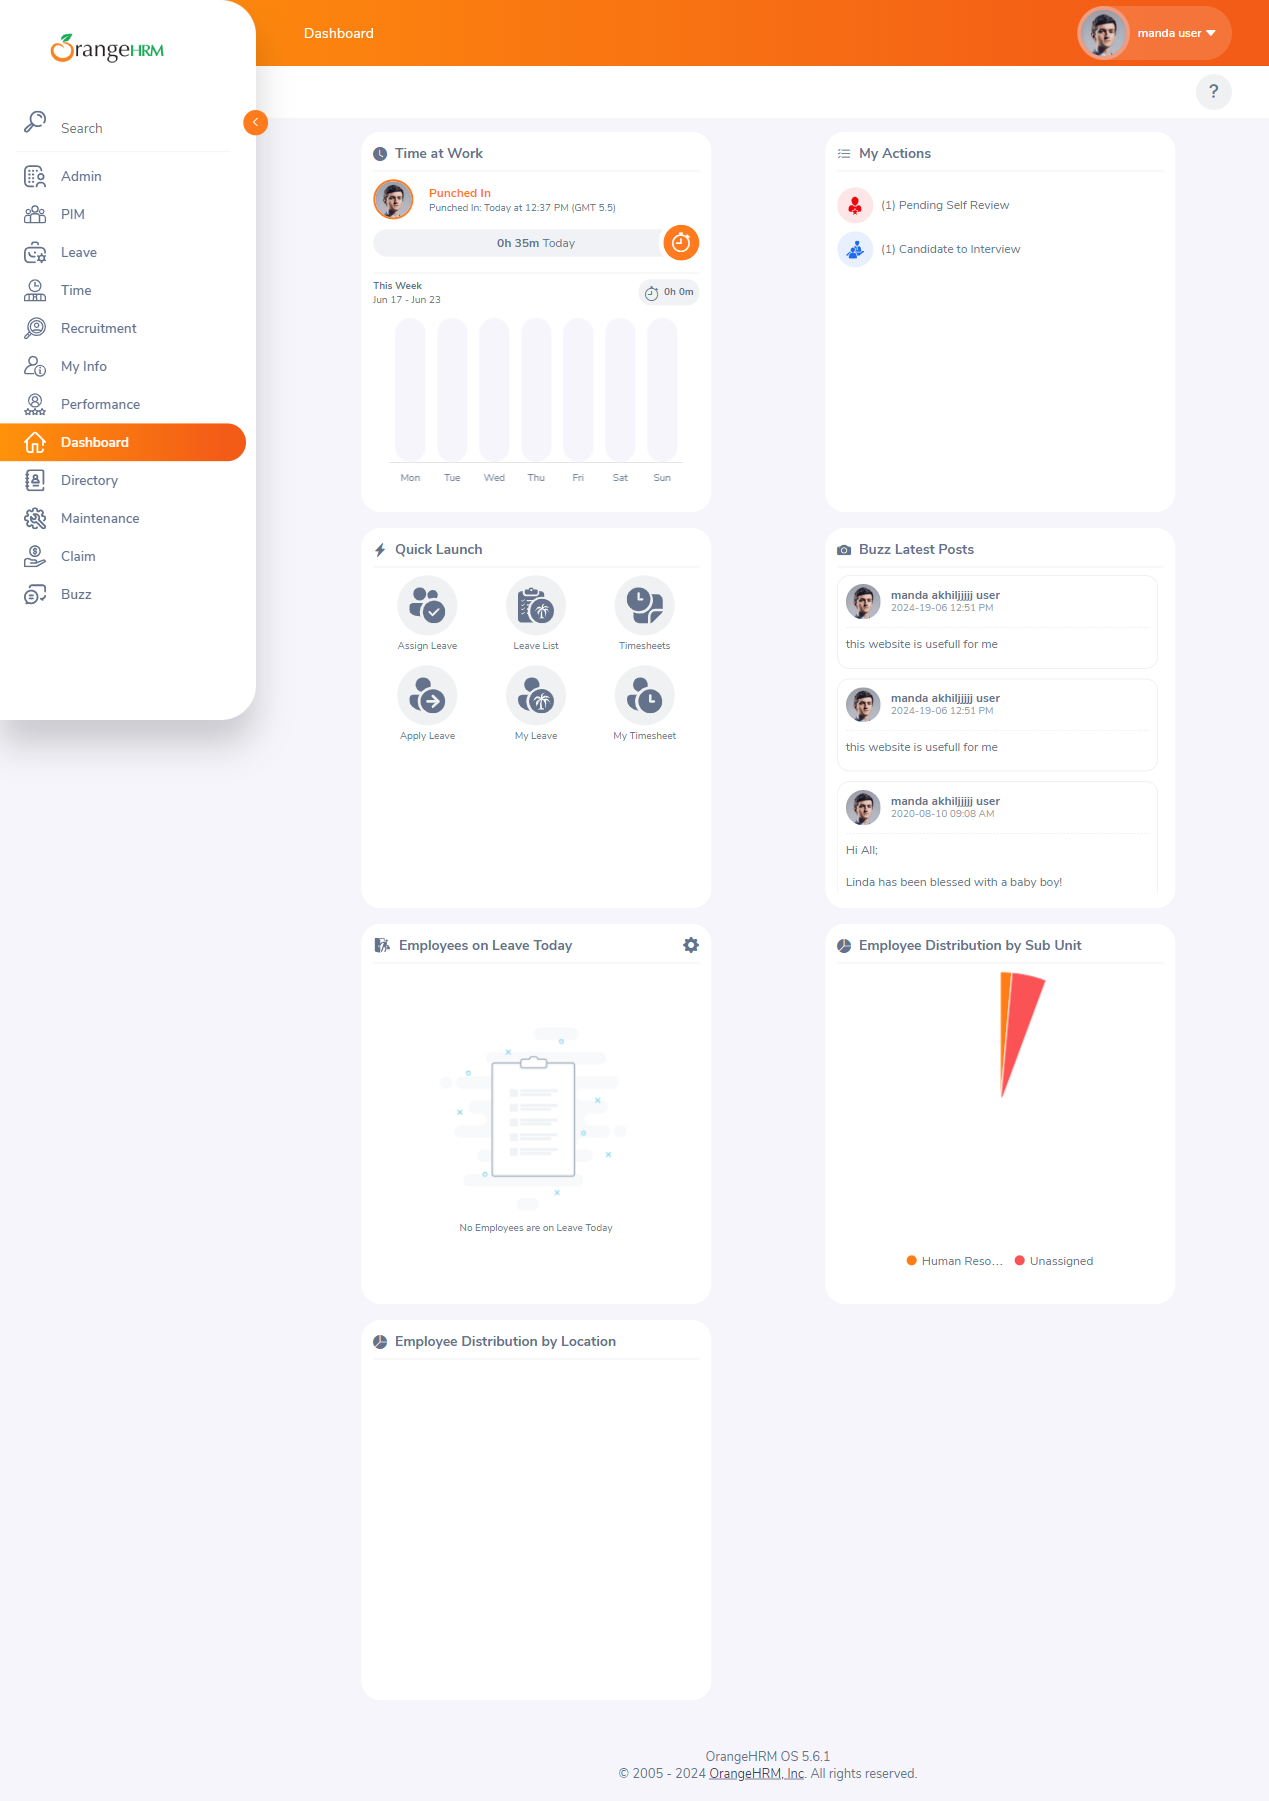 OrangeHRM
Search
Admin
PIM
Leave
Time
Recruitment
My Info
Performance
Dashboard
Directory
Maintenance
Claim
Buzz
Dashboard
manda user
?
Time at Work
Punched In
Punched In: Today at 12:37 PM (GMT 5.5)
0h 35m Today
This Week
Jun 17 - Jun 23
0h 0m
Mon Tue Wed Thu Fri Sat Sun
My Actions
(1) Pending Self Review
(1) Candidate to Interview
Quick Launch
Assign Leave Leave List Timesheets
Apply Leave My Leave My Timesheet
Buzz Latest Posts
manda akhiljjjjj user
2024-19-06 12:51 PM
this website is usefull for me
manda akhiljjjjj user
2024-19-06 12:51 PM
this website is usefull for me
manda akhiljjjjj user
2020-08-10 09:08 AM
Hi All;
Linda has been blessed with a baby boy!
Employees on Leave Today
No Employees are on Leave Today
Employee Distribution by Sub Unit
Human Reso… Unassigned
Employee Distribution by Location
OrangeHRM OS 5.6.1
© 2005 - 2024 OrangeHRM, Inc. All rights reserved.